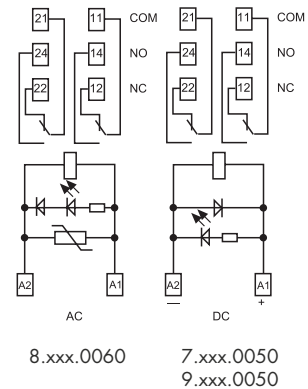 21 11 COM 21 11 COM
24 14 NO 24 14 NO
22 12 NC 22 12 NC
A2 A1 A2 A1
— +
AC DC
8.xxx.0060 7.xxx.0050
9.xxx.0050